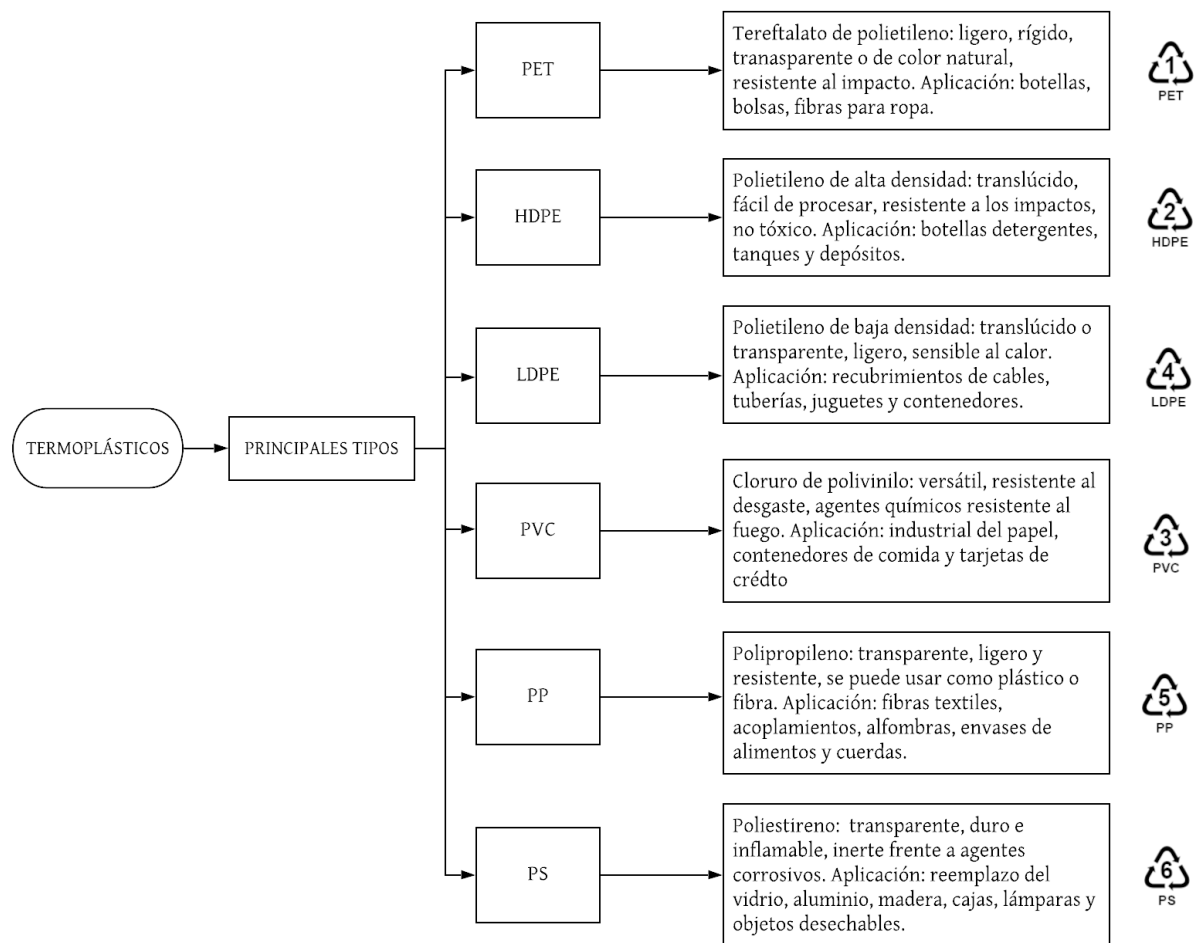 TERMOPLÁSTICOS
PRINCIPALES TIPOS
PET
Tereftalato de polietileno: ligero, rígido,
tranasparente o de color natural,
resistente al impacto. Aplicación: botellas,
bolsas, fibras para ropa.
1
PET
HDPE
Polietileno de alta densidad: translúcido,
fácil de procesar, resistente a los impactos,
no tóxico. Aplicación: botellas detergentes,
tanques y depósitos.
2
HDPE
LDPE
Polietileno de baja densidad: translúcido o
transparente, ligero, sensible al calor.
Aplicación: recubrimientos de cables,
tuberías, juguetes y contenedores.
4
LDPE
PVC
Cloruro de polivinilo: versátil, resistente al
desgaste, agentes químicos resistente al
fuego. Aplicación: industrial del papel,
contenedores de comida y tarjetas de
crédto
3
PVC
PP
Polipropileno: transparente, ligero y
resistente, se puede usar como plástico o
fibra. Aplicación: fibras textiles,
acoplamientos, alfombras, envases de
alimentos y cuerdas.
5
PP
PS
Poliestireno: transparente, duro e
inflamable, inerte frente a agentes
corrosivos. Aplicación: reemplazo del
vidrio, aluminio, madera, cajas, lámparas y
objetos desechables.
6
PS